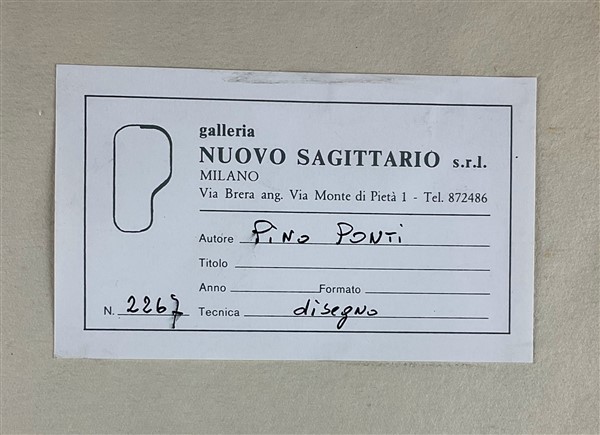 galleria
NUOVO SAGITTARIO s.r.l.
MILANO
Via Brera ang. Via Monte di Pietà 1 - Tel. 872486
Autore Pino Ponti
Titolo
Anno Formato
N. 2267 Tecnica disegno